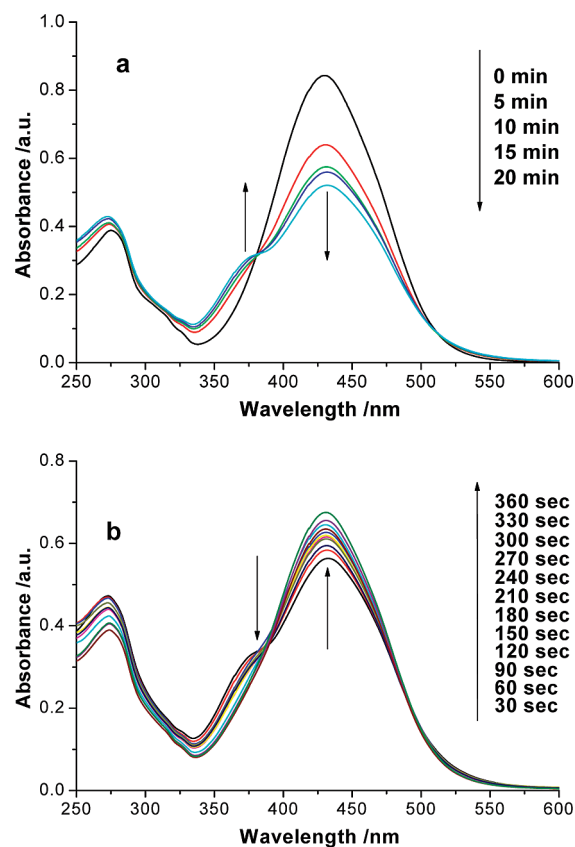 a
0 min
5 min
10 min
15 min
20 min
1.0
0.8
0.6
0.4
0.2
0.0
Absorbance /a.u.
250 300 350 400 450 500 550 600
Wavelength /nm
b
360 sec
330 sec
300 sec
270 sec
240 sec
210 sec
180 sec
150 sec
120 sec
90 sec
60 sec
30 sec
0.8
0.6
0.4
0.2
0.0
Absorbance /a.u.
250 300 350 400 450 500 550 600
Wavelength /nm